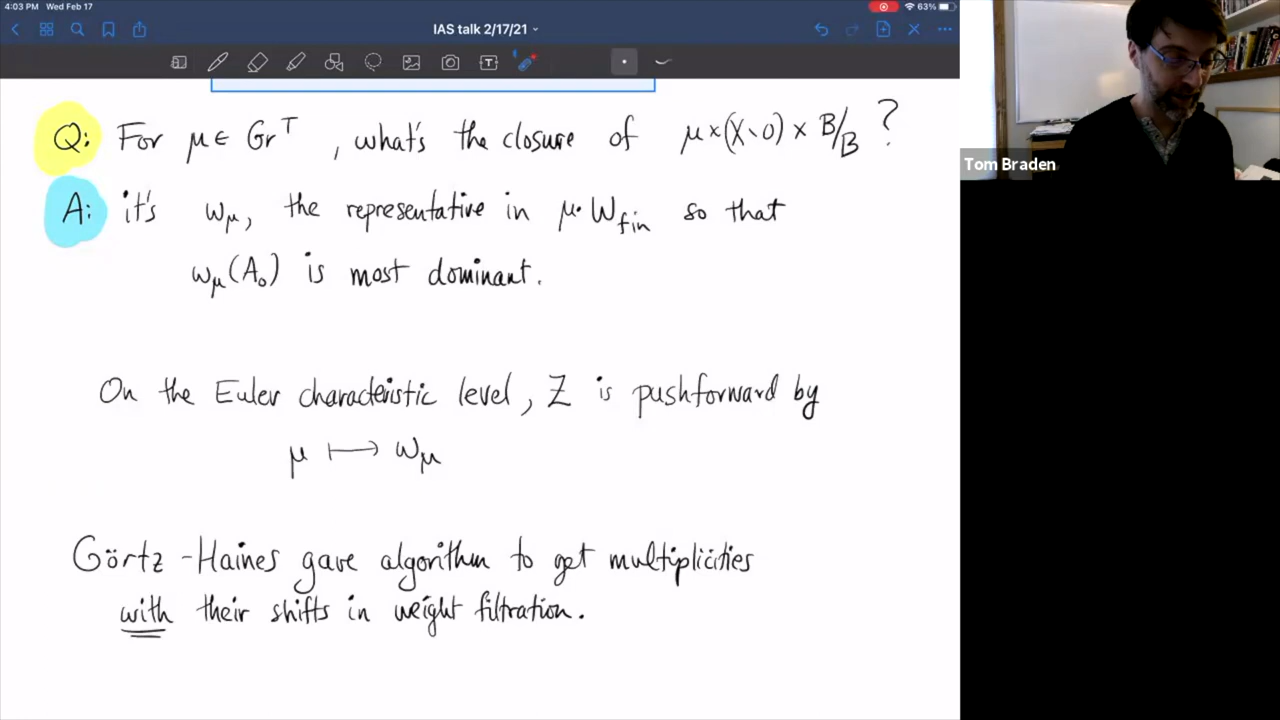 4:03 PM Wed Feb 17
63%
IAS talk 2/17/21
T
Q: For μ ∈ Gr^T, what's the closure of μ×(X∖0)×B/B ?
A: it's w_μ, the representative in μ·W_fin so that
w_μ(A_0) is most dominant.
On the Euler characteristic level, Z is pushforward by
μ ⟼ w_μ
Görtz-Haines gave algorithm to get multiplicities
with their shifts in weight filtration.
Tom Braden